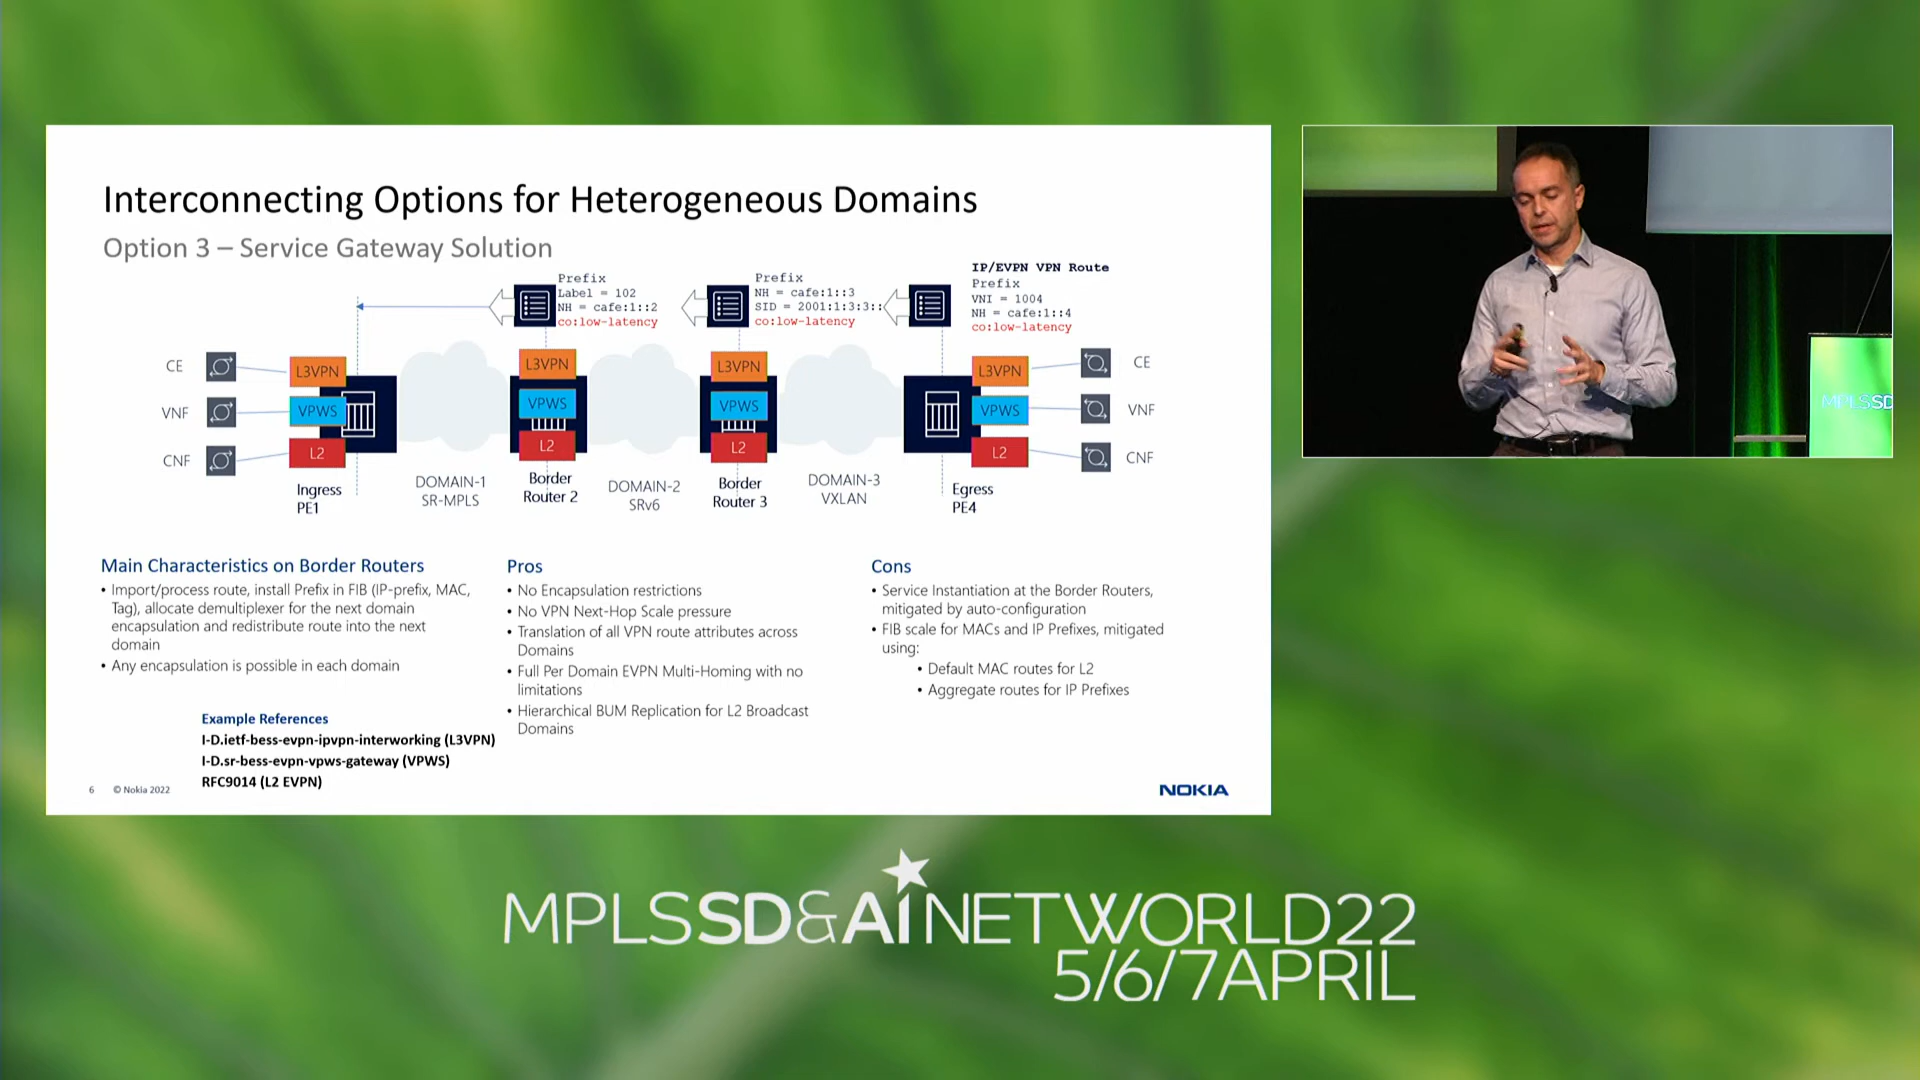 Interconnecting Options for Heterogeneous Domains
Option 3 – Service Gateway Solution
Prefix
Label = 102
NH = cafe:1::2
co:low-latency
Prefix
NH = cafe:1::3
SID = 2001:1:3:3::
co:low-latency
IP/EVPN VPN Route
Prefix
VNI = 1004
NH = cafe:1::4
co:low-latency
CE
VNF
CNF
L3VPN
VPWS
L2
Ingress
PE1
DOMAIN-1
SR-MPLS
L3VPN
VPWS
L2
Border
Router 2
DOMAIN-2
SRv6
L3VPN
VPWS
L2
Border
Router 3
DOMAIN-3
VXLAN
L3VPN
VPWS
L2
Egress
PE4
CE
VNF
CNF
Main Characteristics on Border Routers
• Import/process route, install Prefix in FIB (IP-prefix, MAC,
Tag), allocate demultiplexer for the next domain
encapsulation and redistribute route into the next
domain
• Any encapsulation is possible in each domain
Example References
I-D.ietf-bess-evpn-ipvpn-interworking (L3VPN)
I-D.sr-bess-evpn-vpws-gateway (VPWS)
RFC9014 (L2 EVPN)
Pros
• No Encapsulation restrictions
• No VPN Next-Hop Scale pressure
• Translation of all VPN route attributes across
Domains
• Full Per Domain EVPN Multi-Homing with no
limitations
• Hierarchical BUM Replication for L2 Broadcast
Domains
Cons
• Service Instantiation at the Border Routers,
mitigated by auto-configuration
• FIB scale for MACs and IP Prefixes, mitigated
using:
• Default MAC routes for L2
• Aggregate routes for IP Prefixes
6 © Nokia 2022
NOKIA
MPLSSD
MPLSSD&AINETWORLD22
5/6/7APRIL